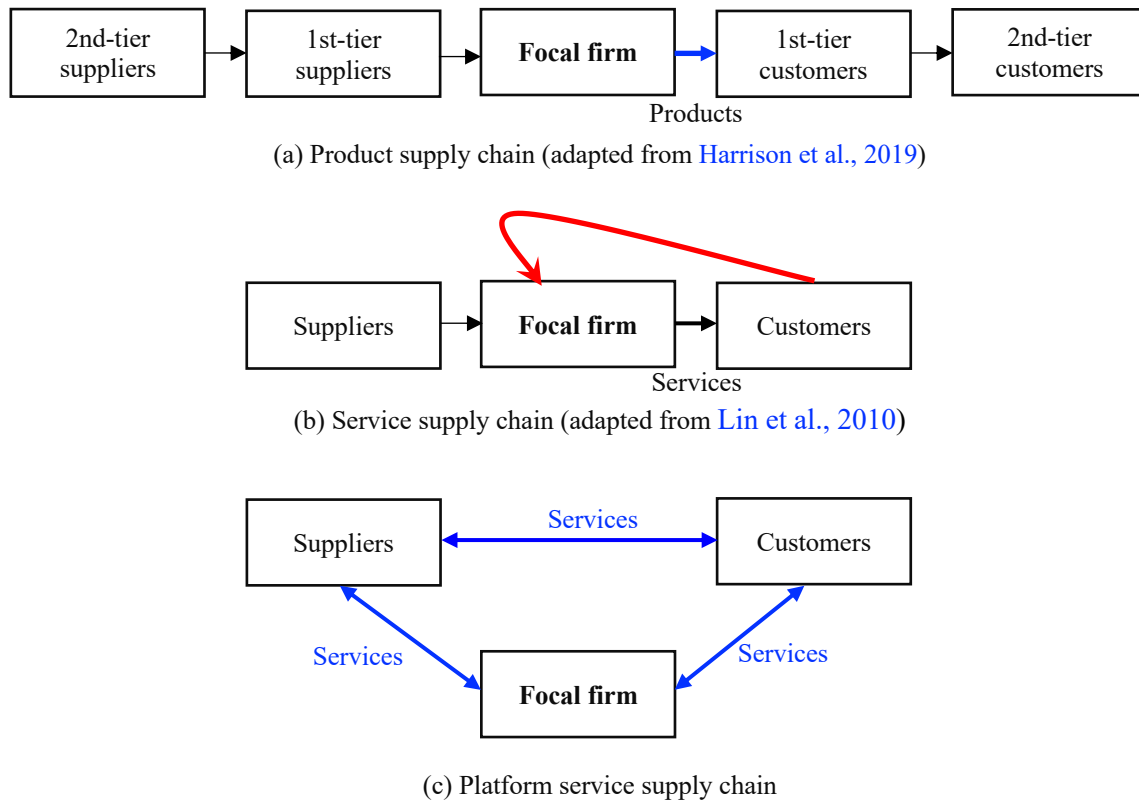 2nd-tier
suppliers
1st-tier
suppliers
Focal firm
1st-tier
customers
2nd-tier
customers
Products
(a) Product supply chain (adapted from Harrison et al., 2019)
Suppliers
Focal firm
Customers
Services
(b) Service supply chain (adapted from Lin et al., 2010)
Suppliers
Services
Customers
Services
Services
Focal firm
(c) Platform service supply chain